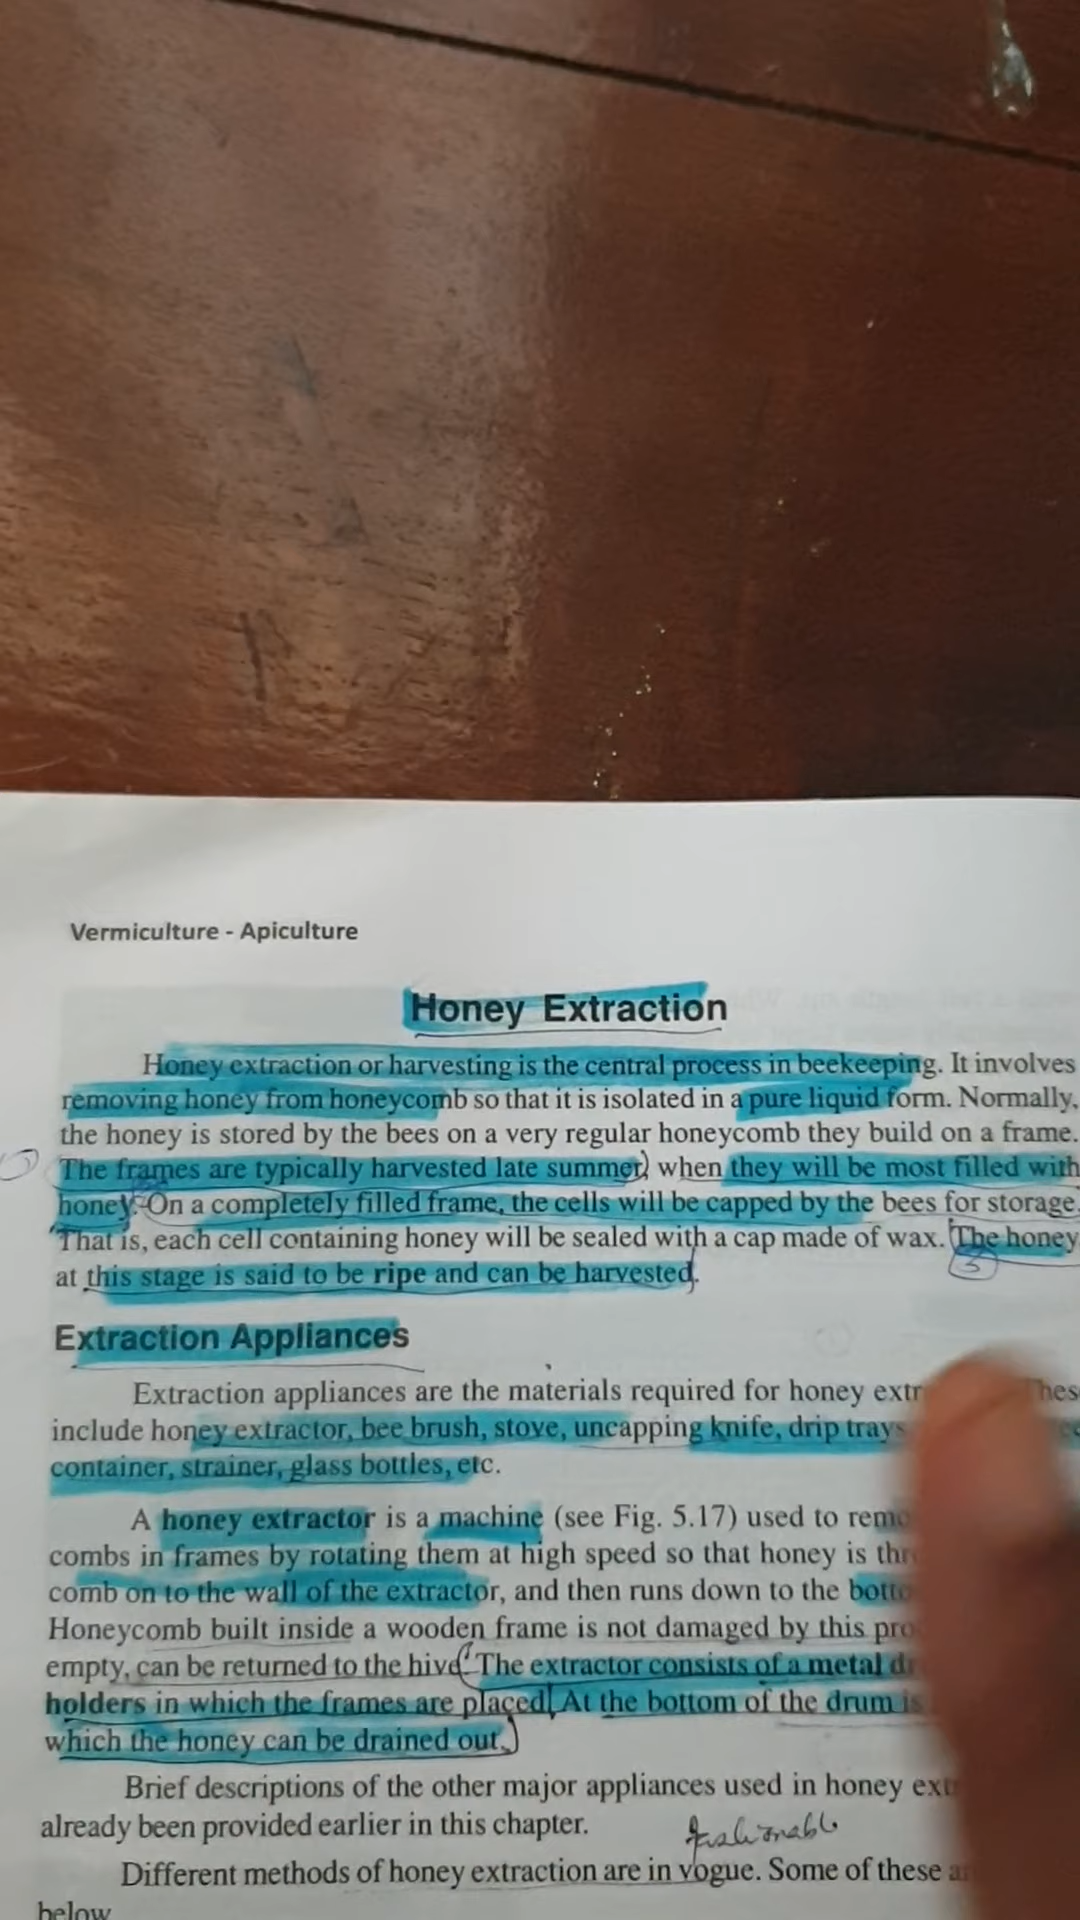 Vermiculture - Apiculture
Honey Extraction
Honey extraction or harvesting is the central process in beekeeping. It involves
removing honey from honeycomb so that it is isolated in a pure liquid form. Normally,
the honey is stored by the bees on a very regular honeycomb they build on a frame.
The frames are typically harvested late summer, when they will be most filled with
honey. On a completely filled frame, the cells will be capped by the bees for storage.
That is, each cell containing honey will be sealed with a cap made of wax. The honey
at this stage is said to be ripe and can be harvested.
Extraction Appliances
Extraction appliances are the materials required for honey
include honey extractor, bee brush, stove, uncapping knife, drip trays
container, strainer, glass bottles, etc.
A honey extractor is a machine (see Fig. 5.17) used to
combs in frames by rotating them at high speed so that honey is
comb on to the wall of the extractor, and then runs down to the
Honeycomb built inside a wooden frame is not damaged by this
empty, can be returned to the hive. The extractor consists of a metal
holders in which the frames are placed. At the bottom of the drum is
which the honey can be drained out.
Brief descriptions of the other major appliances used in honey
already been provided earlier in this chapter.
fashionable
Different methods of honey extraction are in vogue. Some of these
below